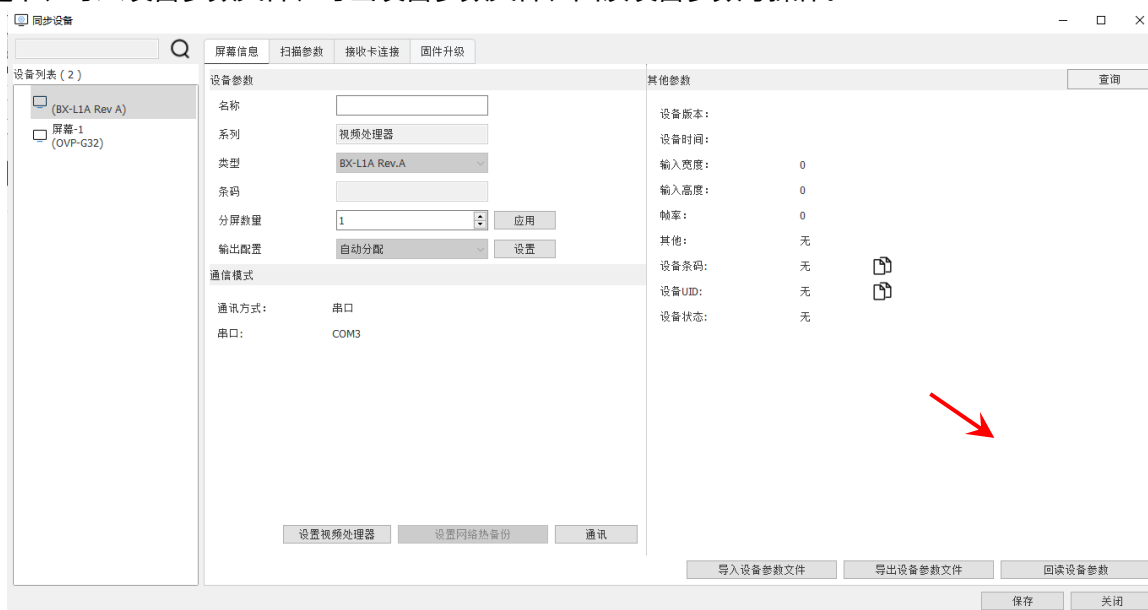 同步设备
屏幕信息 扫描参数 接收卡连接 固件升级
设备列表 ( 2 )
(BX-L1A Rev A)
屏幕-1
(OVP-G32)
设备参数
名称
系列 视频处理器
类型 BX-L1A Rev.A
条码
分屏数量 1 应用
输出配置 自动分配 设置
通信模式
通讯方式: 串口
串口: COM3
设置视频处理器 设置网络热备份 通讯
其他参数 查询
设备版本:
设备时间:
输入宽度: 0
输入高度: 0
帧率: 0
其他: 无
设备条码: 无
设备UID: 无
设备状态: 无
导入设备参数文件 导出设备参数文件 回读设备参数
保存 关闭